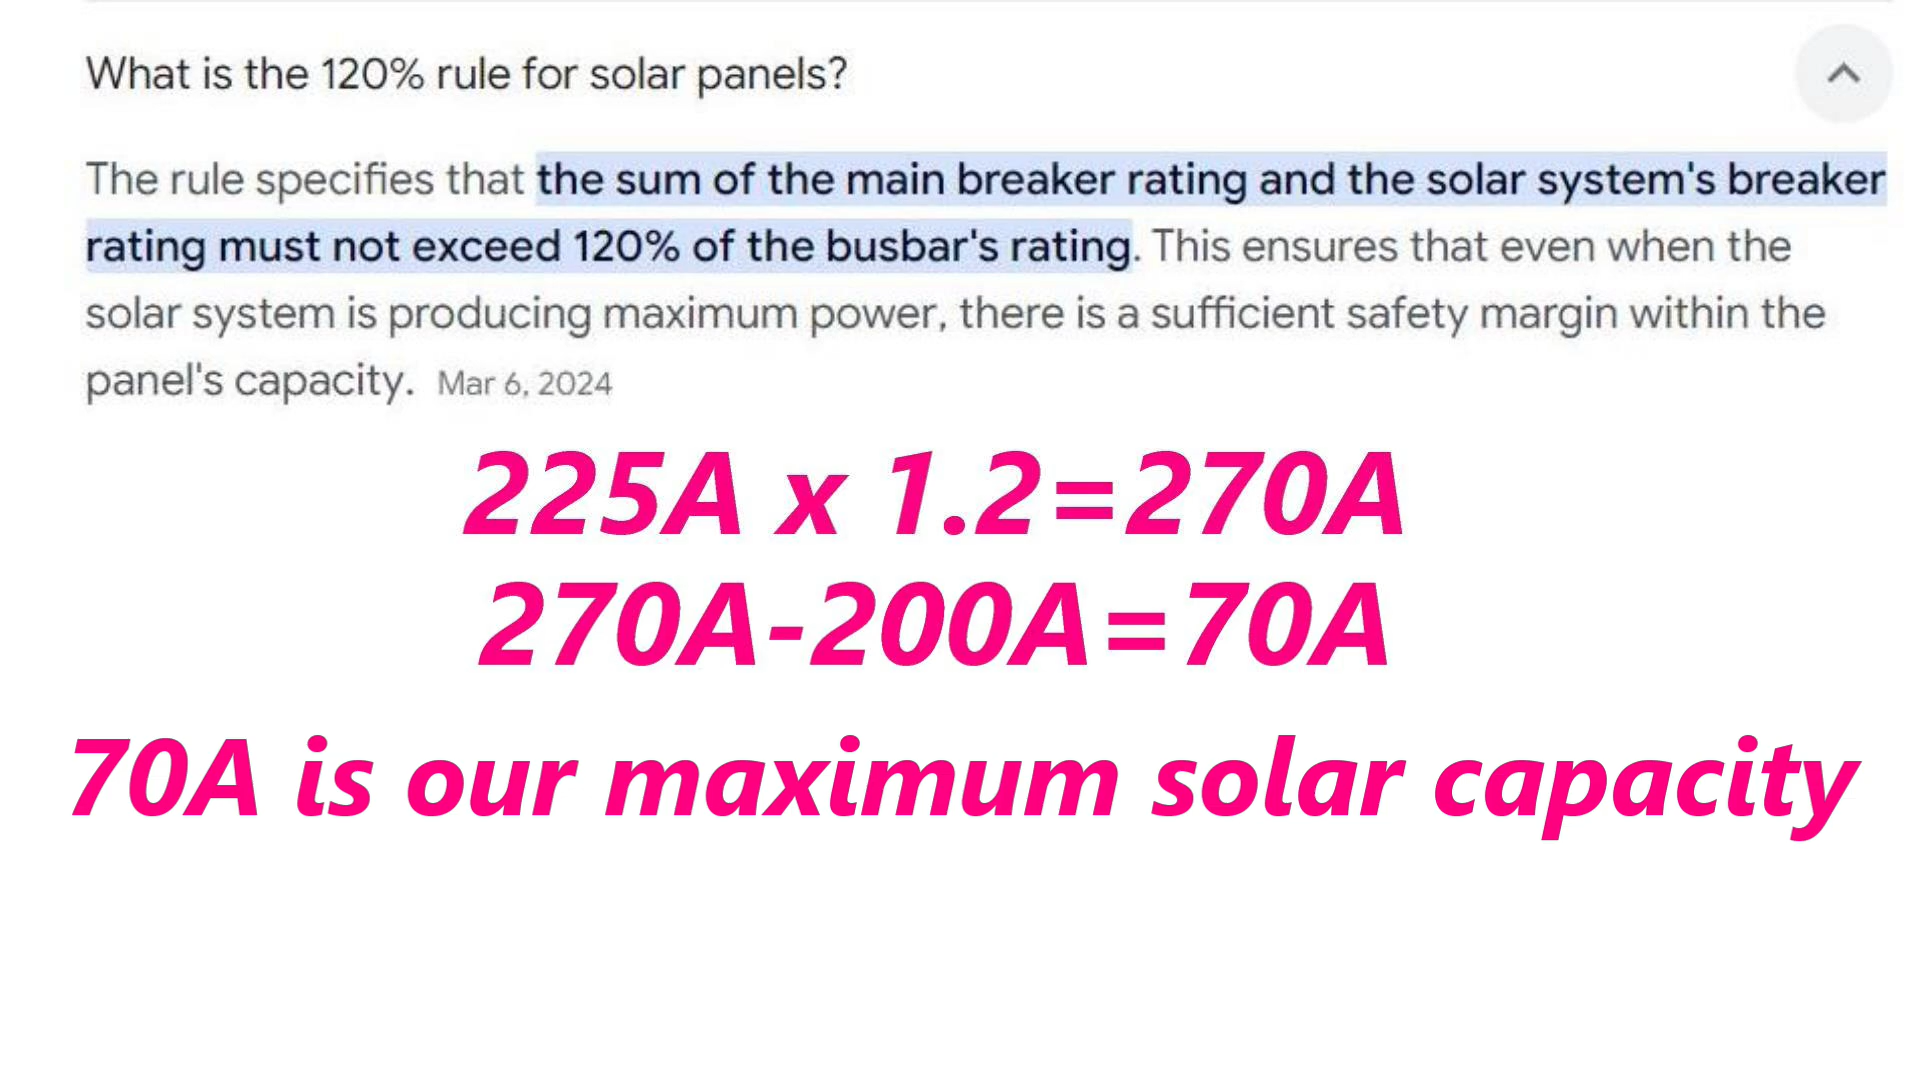 What is the 120% rule for solar panels?
The rule specifies that the sum of the main breaker rating and the solar system's breaker
rating must not exceed 120% of the busbar's rating. This ensures that even when the
solar system is producing maximum power, there is a sufficient safety margin within the
panel's capacity. Mar 6, 2024
225A x 1.2=270A
270A-200A=70A
70A is our maximum solar capacity